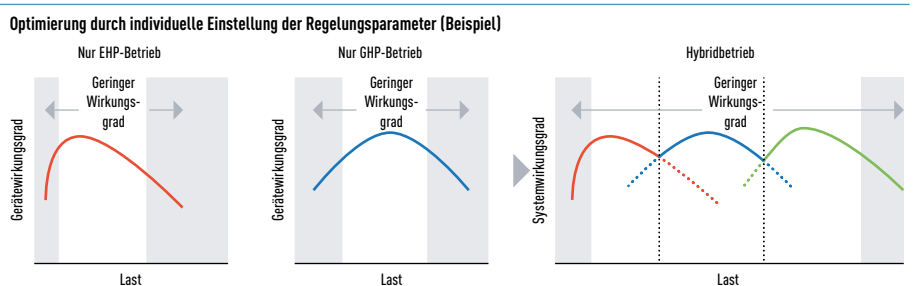 Optimierung durch individuelle Einstellung der Regelungsparameter (Beispiel)
Nur EHP-Betrieb
Geringer
Wirkungs-
grad
Gerätewirkungsgrad
Last
Nur GHP-Betrieb
Geringer
Wirkungs-
grad
Gerätewirkungsgrad
Last
Hybridbetrieb
Geringer
Wirkungs-
grad
Systemwirkungsgrad
Last